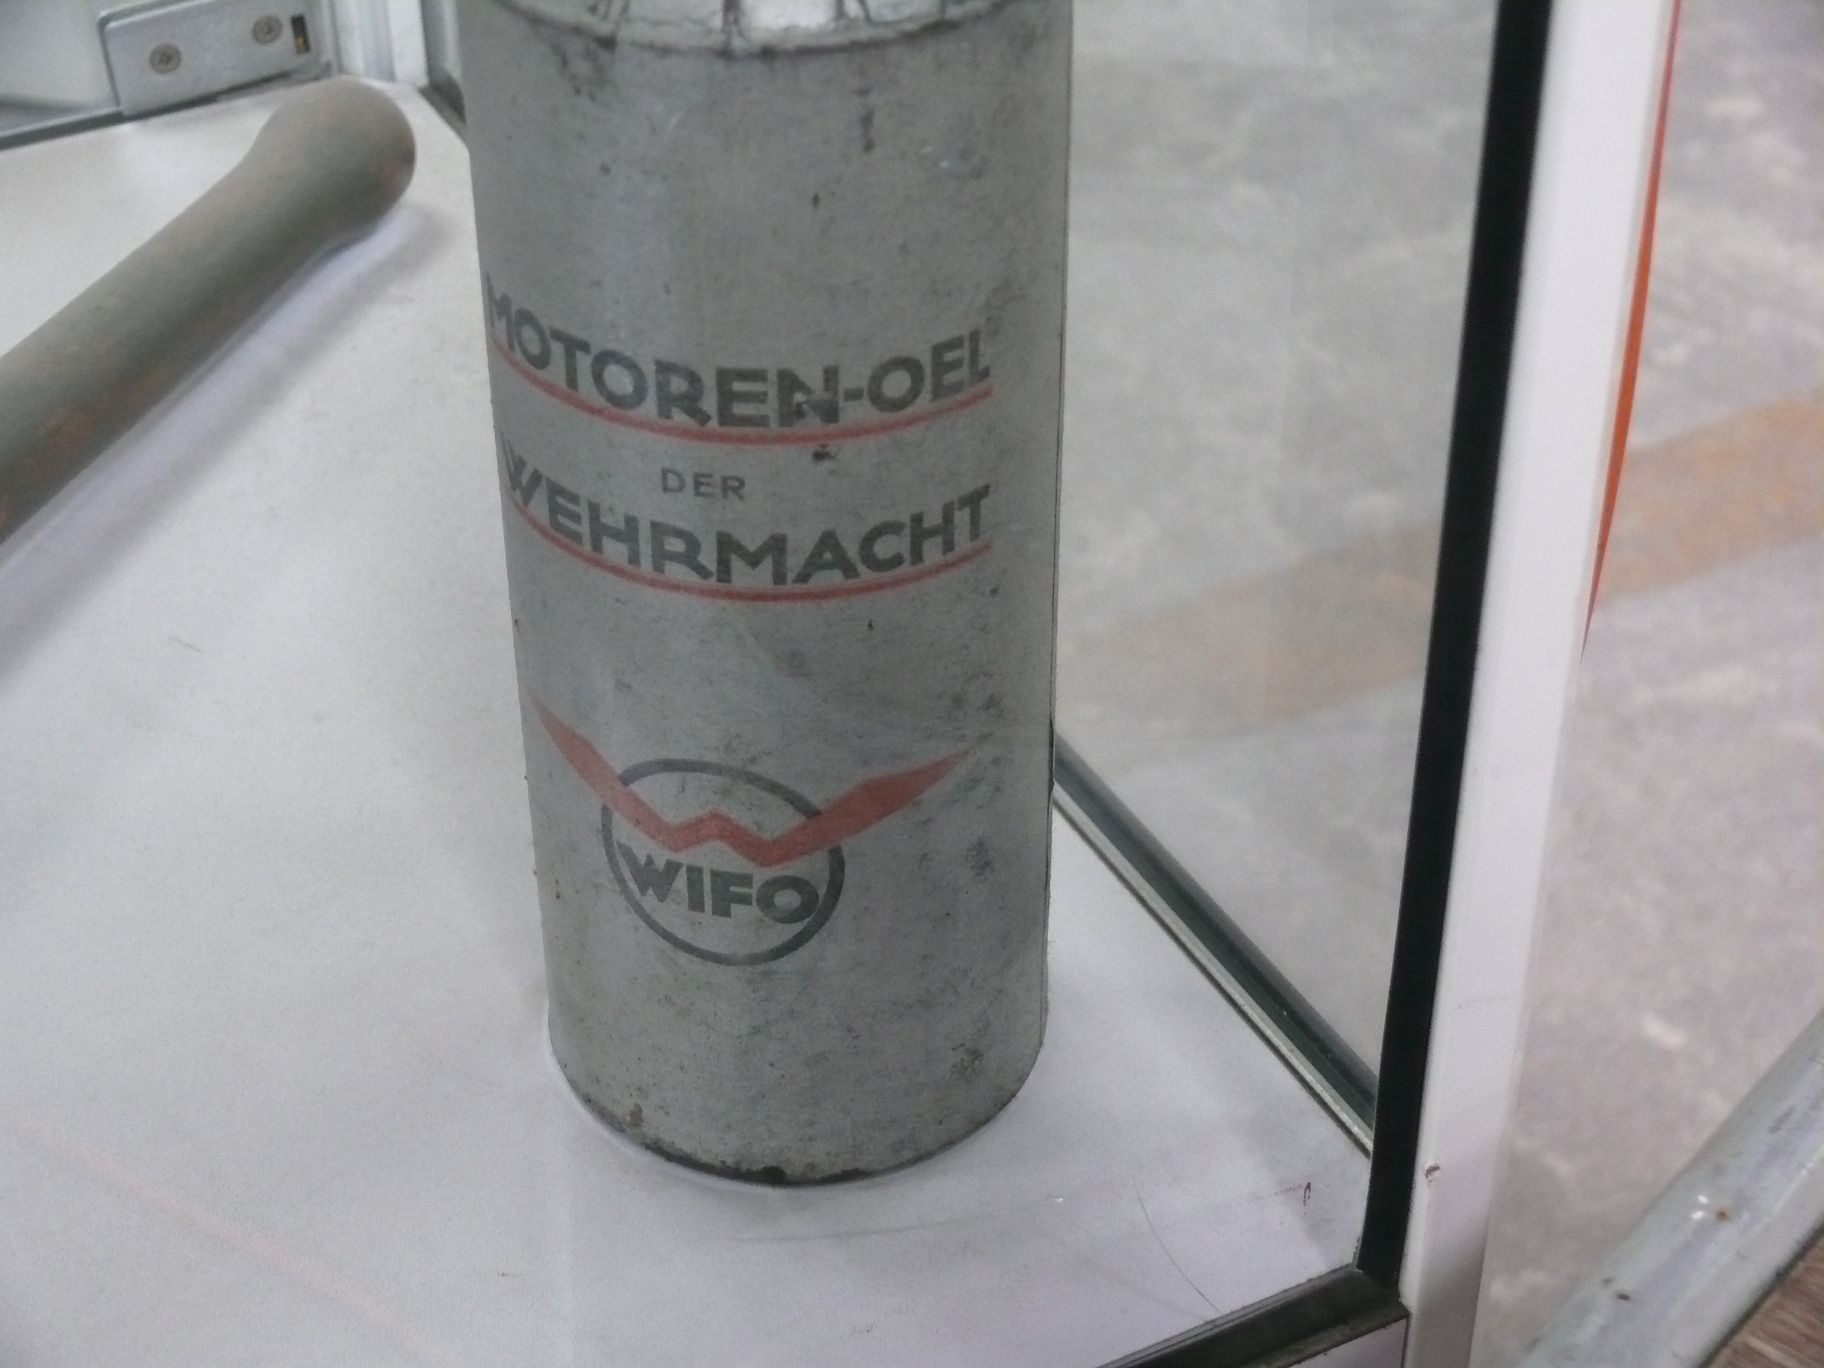 MOTOREN-OEL
DER
WEHRMACHT
WIFO